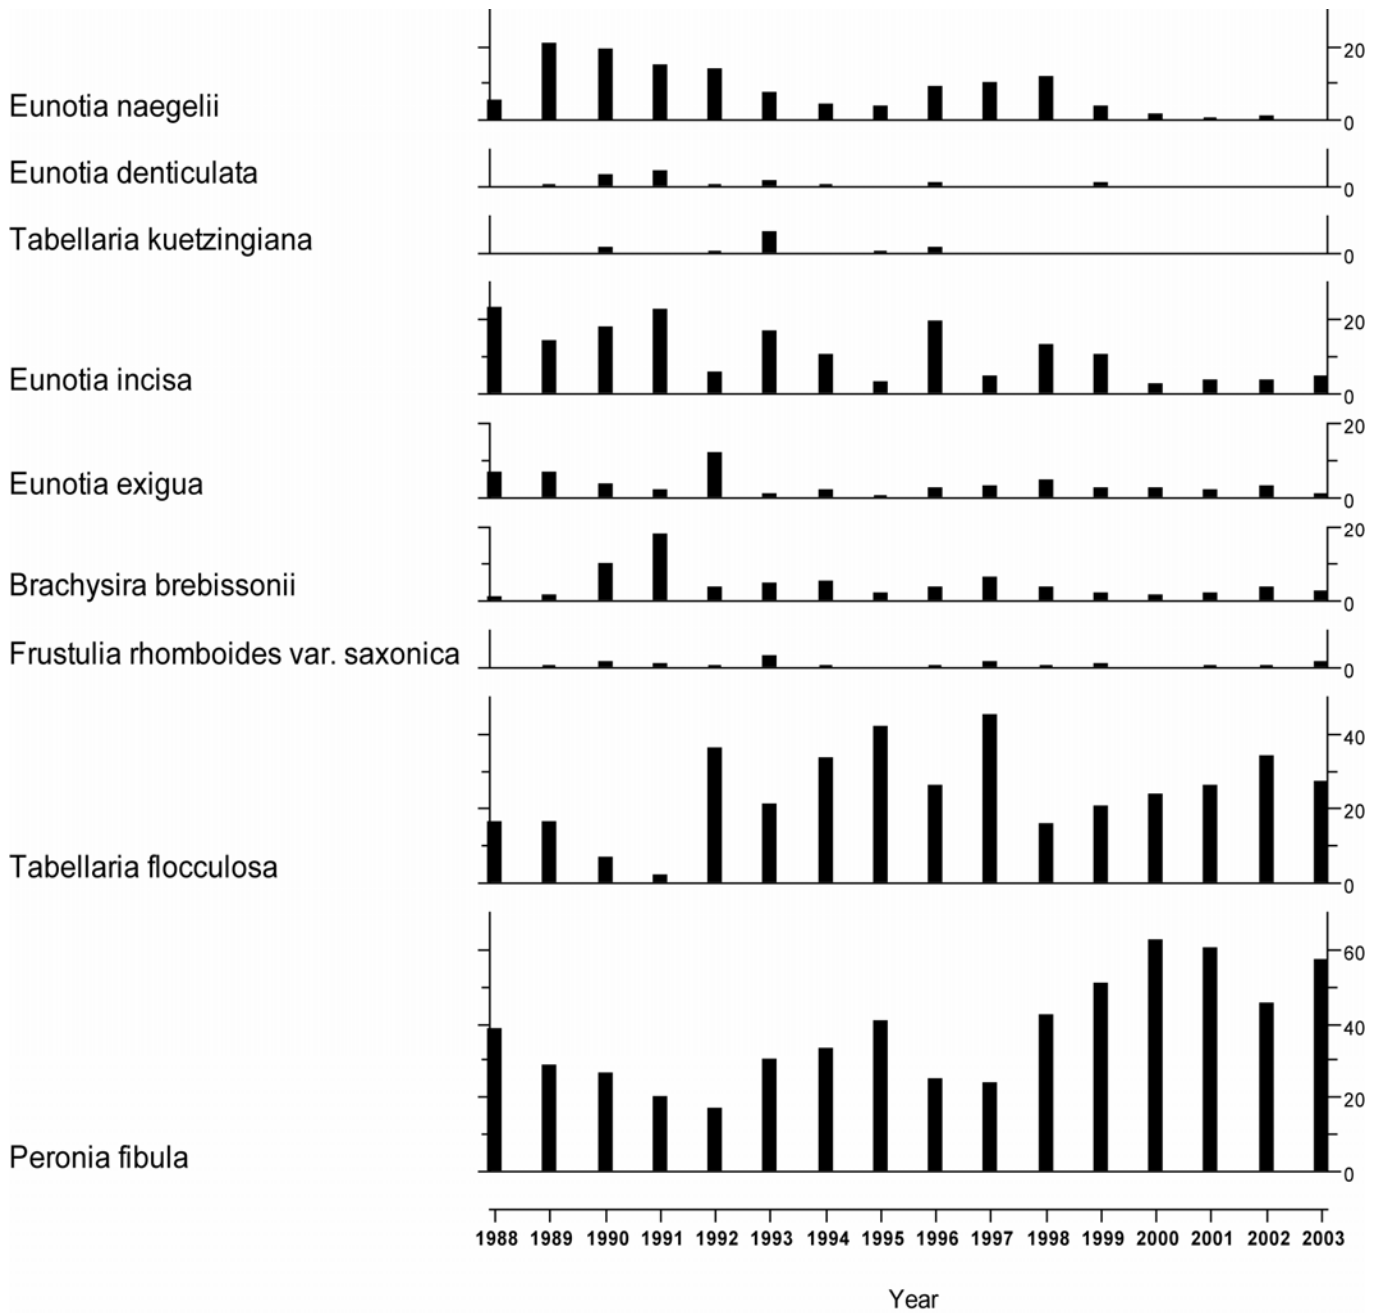 20
Eunotia naegelii
0
Eunotia denticulata
0
Tabellaria kuetzingiana
0
20
Eunotia incisa
0
20
Eunotia exigua
0
20
Brachysira brebissonii
0
Frustulia rhomboides var. saxonica
0
40
20
Tabellaria flocculosa
0
60
40
20
Peronia fibula
0
1988 1989 1990 1991 1992 1993 1994 1995 1996 1997 1998 1999 2000 2001 2002 2003
Year